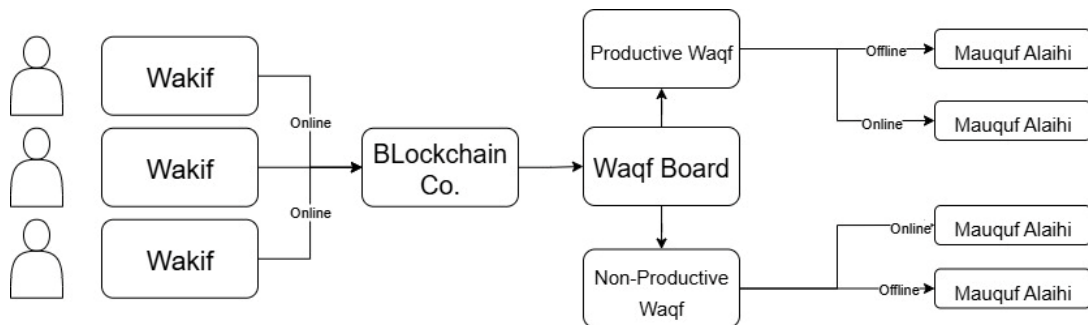 Wakif
Online
Wakif
Online
Wakif
BLockchain
Co.
Productive Waqf
Waqf Board
Non-Productive
Waqf
Offline
Mauquf Alaihi
Online
Mauquf Alaihi
Online
Mauquf Alaihi
Offline
Mauquf Alaihi